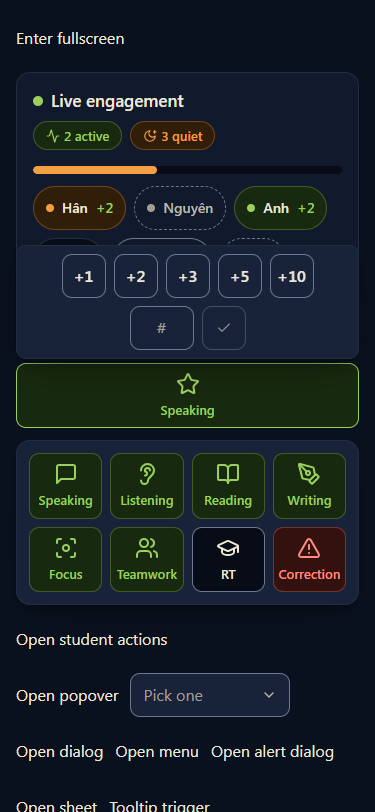 Enter fullscreen
Live engagement
2 active 3 quiet
Hân +2 Nguyên Anh +2
+1 +2 +3 +5 +10
#
Speaking
Speaking Listening Reading Writing
Focus Teamwork RT Correction
Open student actions
Open popover Pick one
Open dialog Open menu Open alert dialog
Open sheet Tooltip trigger